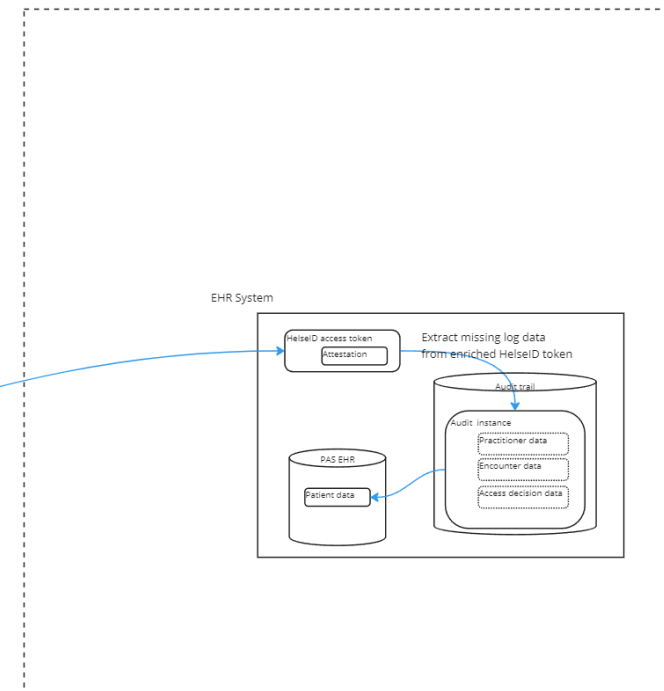 EHR System
HelseID access token
Attestation
Extract missing log data
from enriched HelseID token
Audit trail
Audit instance
Practitioner data
Encounter data
Access decision data
PAS EHR
Patient data